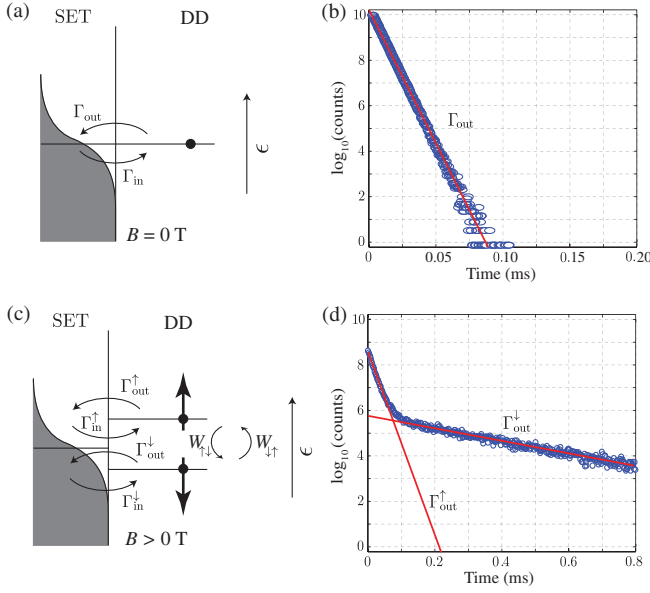 (a)
SET DD
Γout
Γin
ϵ
B = 0 T
(b)
log10(counts)
10
8
6
4
2
0
Γout
0 0.05 0.10 0.15 0.20
Time (ms)
(c)
SET DD
Γ↑out
Γ↑in
Γ↓out
Γ↓in
W↑↓ W↓↑
ϵ
B > 0 T
(d)
log10(counts)
10
8
6
4
2
0
Γ↓out
Γ↑out
0 0.2 0.4 0.6 0.8
Time (ms)